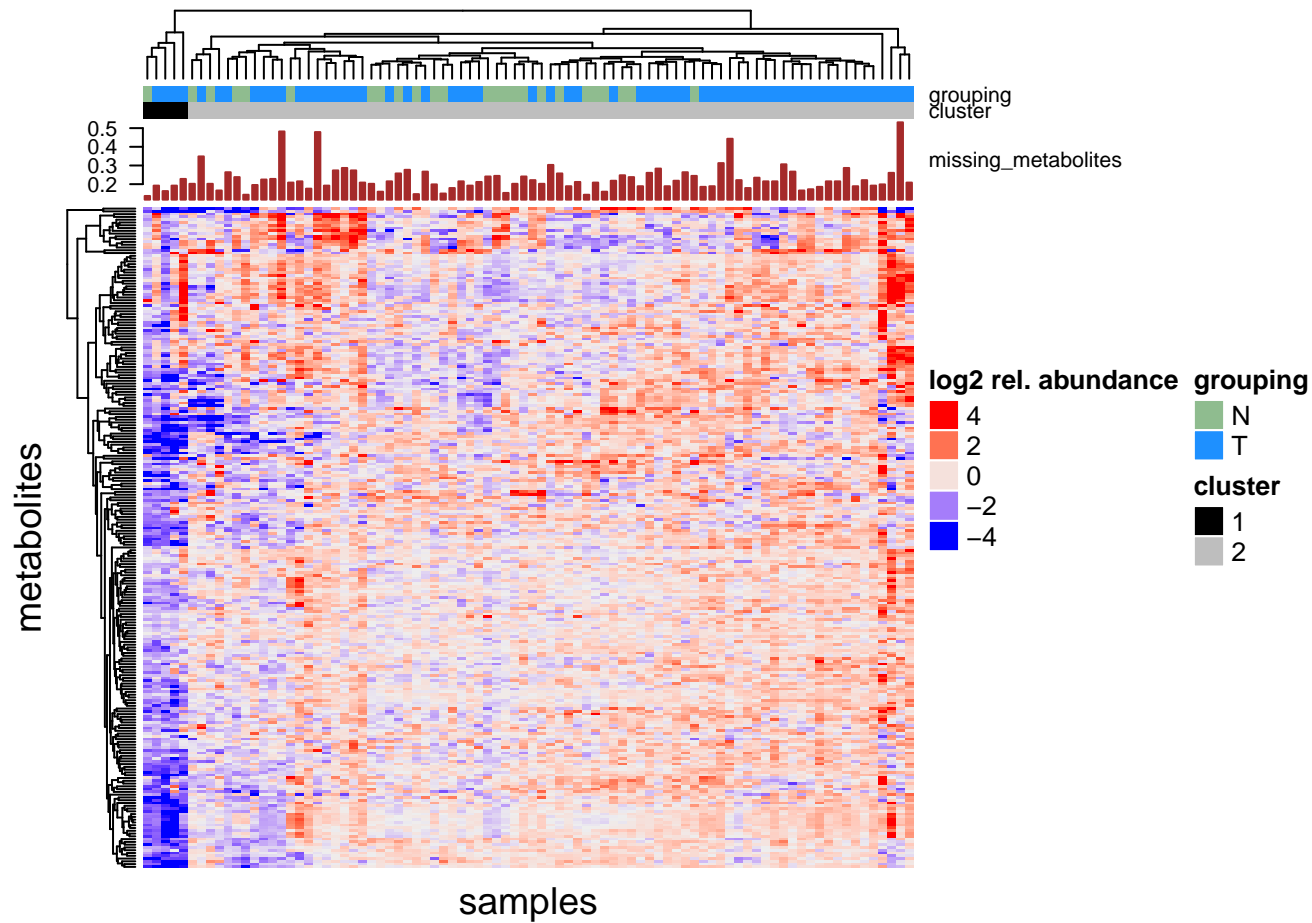 grouping
cluster
0.5
0.4
0.3
0.2
missing_metabolites
metabolites
samples
log2 rel. abundance
4
2
0
−2
−4
grouping
N
T
cluster
1
2